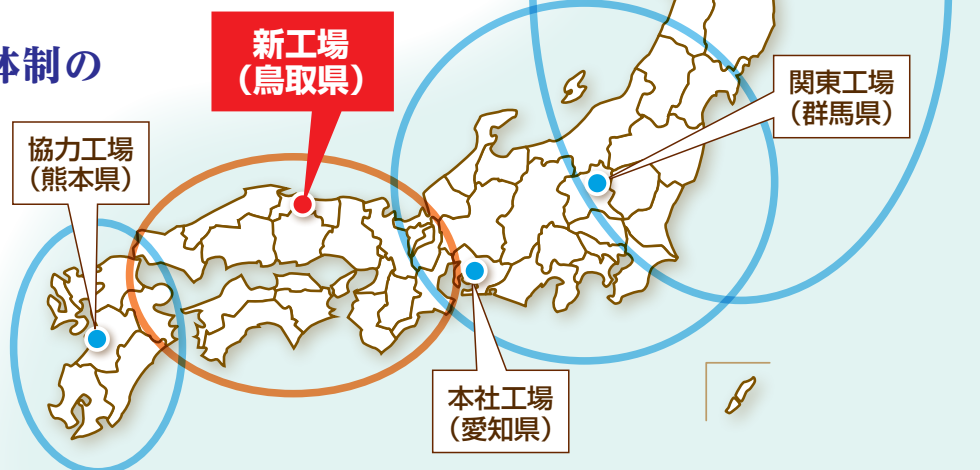 体制の
新工場
（鳥取県）
関東工場
（群馬県）
協力工場
（熊本県）
本社工場
（愛知県）